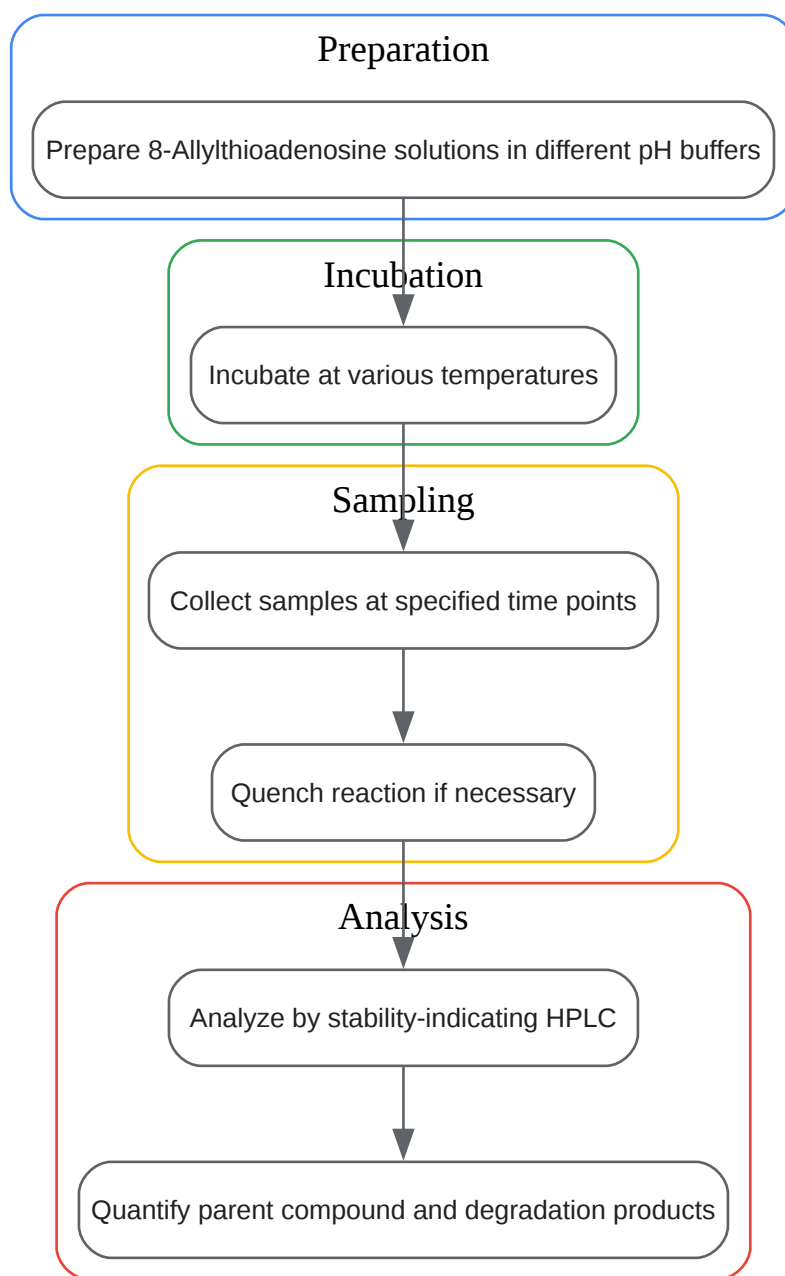 Preparation
Prepare 8-Allylthioadenosine solutions in different pH buffers
Incubation
Incubate at various temperatures
Sampling
Collect samples at specified time points
Quench reaction if necessary
Analysis
Analyze by stability-indicating HPLC
Quantify parent compound and degradation products